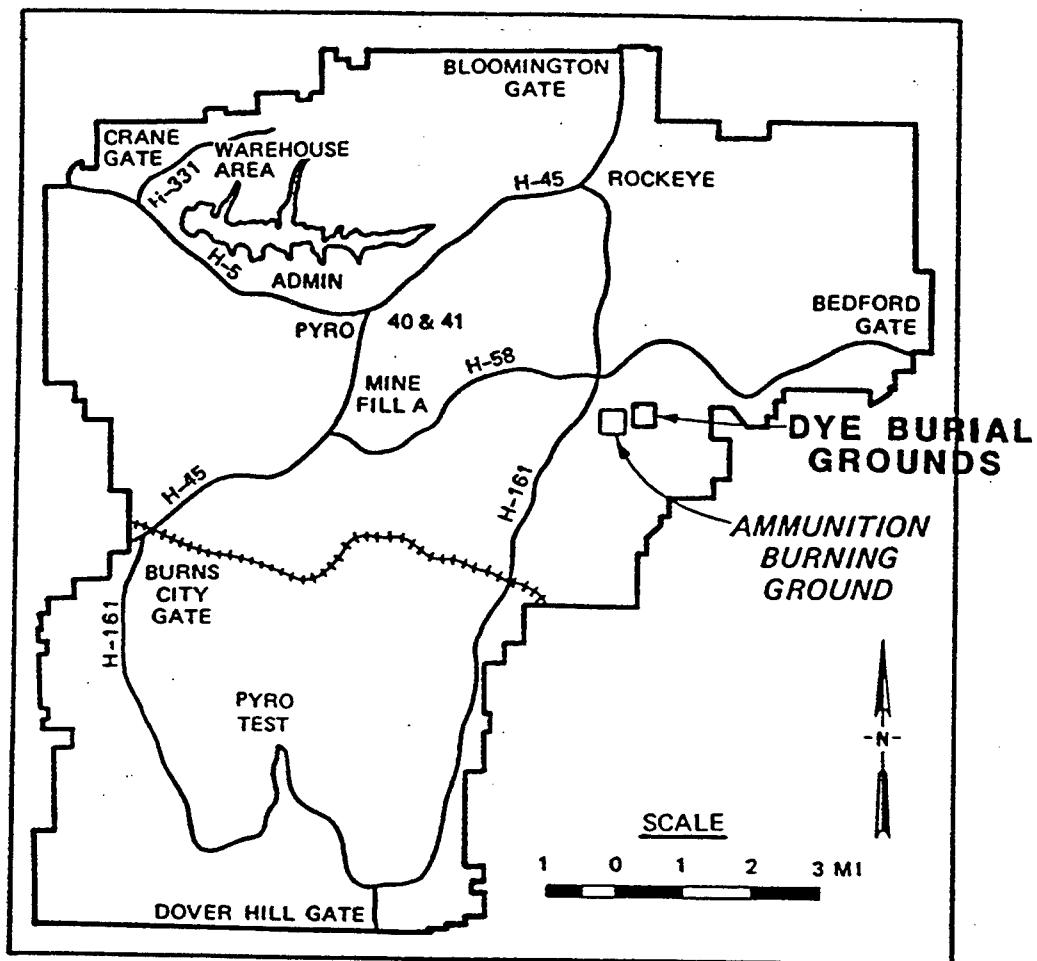 BLOOMINGTON
GATE
CRANE
GATE
WAREHOUSE
AREA
H-331
H-45
ROCKEYE
H-5
ADMIN
BEDFORD
GATE
PYRO
40 & 41
H-58
MINE
FILL A
DYE BURIAL
GROUNDS
H-45
H-161
AMMUNITION
BURNING
GROUND
BURNS
CITY
GATE
H-161
PYRO
TEST
-N-
SCALE
1 0 1 2 3 MI
DOVER HILL GATE